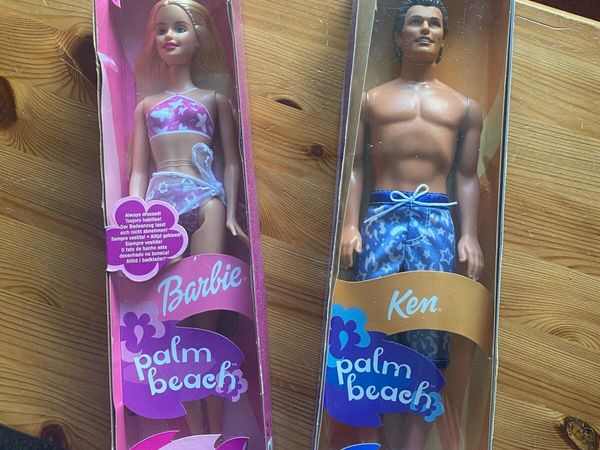 Always dressed!
Toujours habillée!
Der Badeanzug lässt
sich nicht abnehmen!
Sempre vestita! • Altijd gekleed!
Siempre vestida!
O fato de banho está
desenhado na boneca!
Alltid i badkläder!
Barbie
palm
beach
Ken
palm
beach